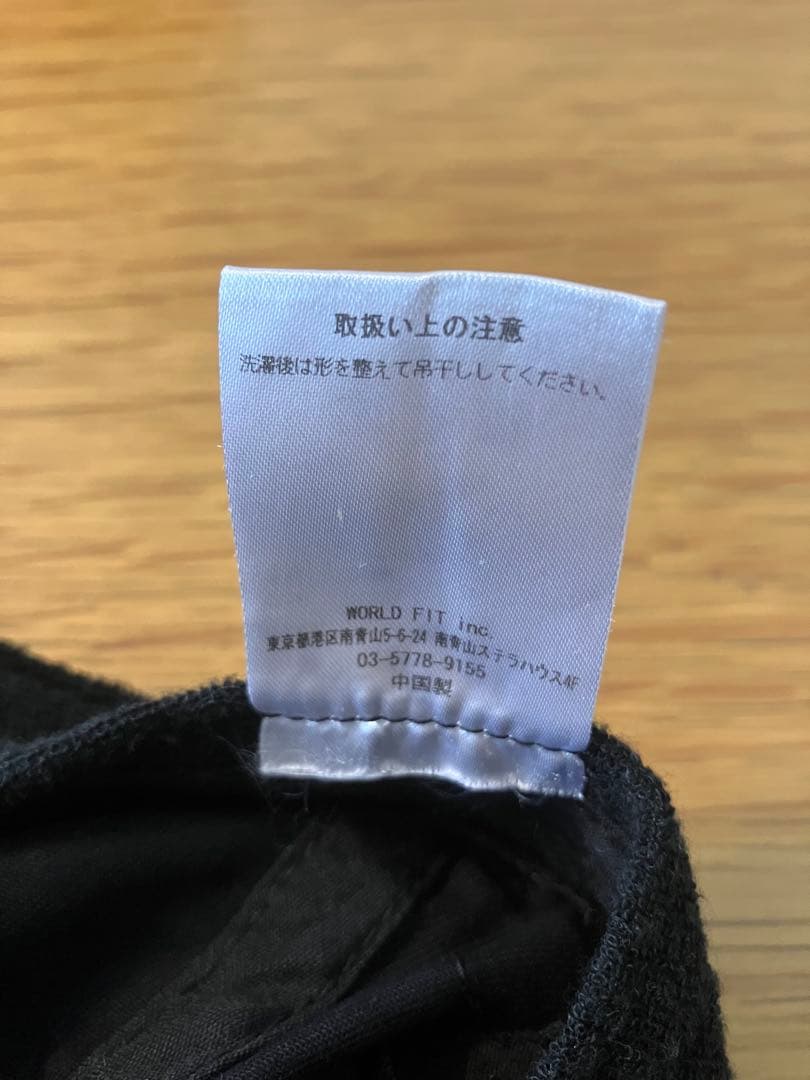 取扱い上の注意
洗濯後は形を整えて吊干ししてください。
WORLD FIT inc.
東京都港区南青山5-6-24 南青山ステラハウス4F
03-5778-9155
中国製